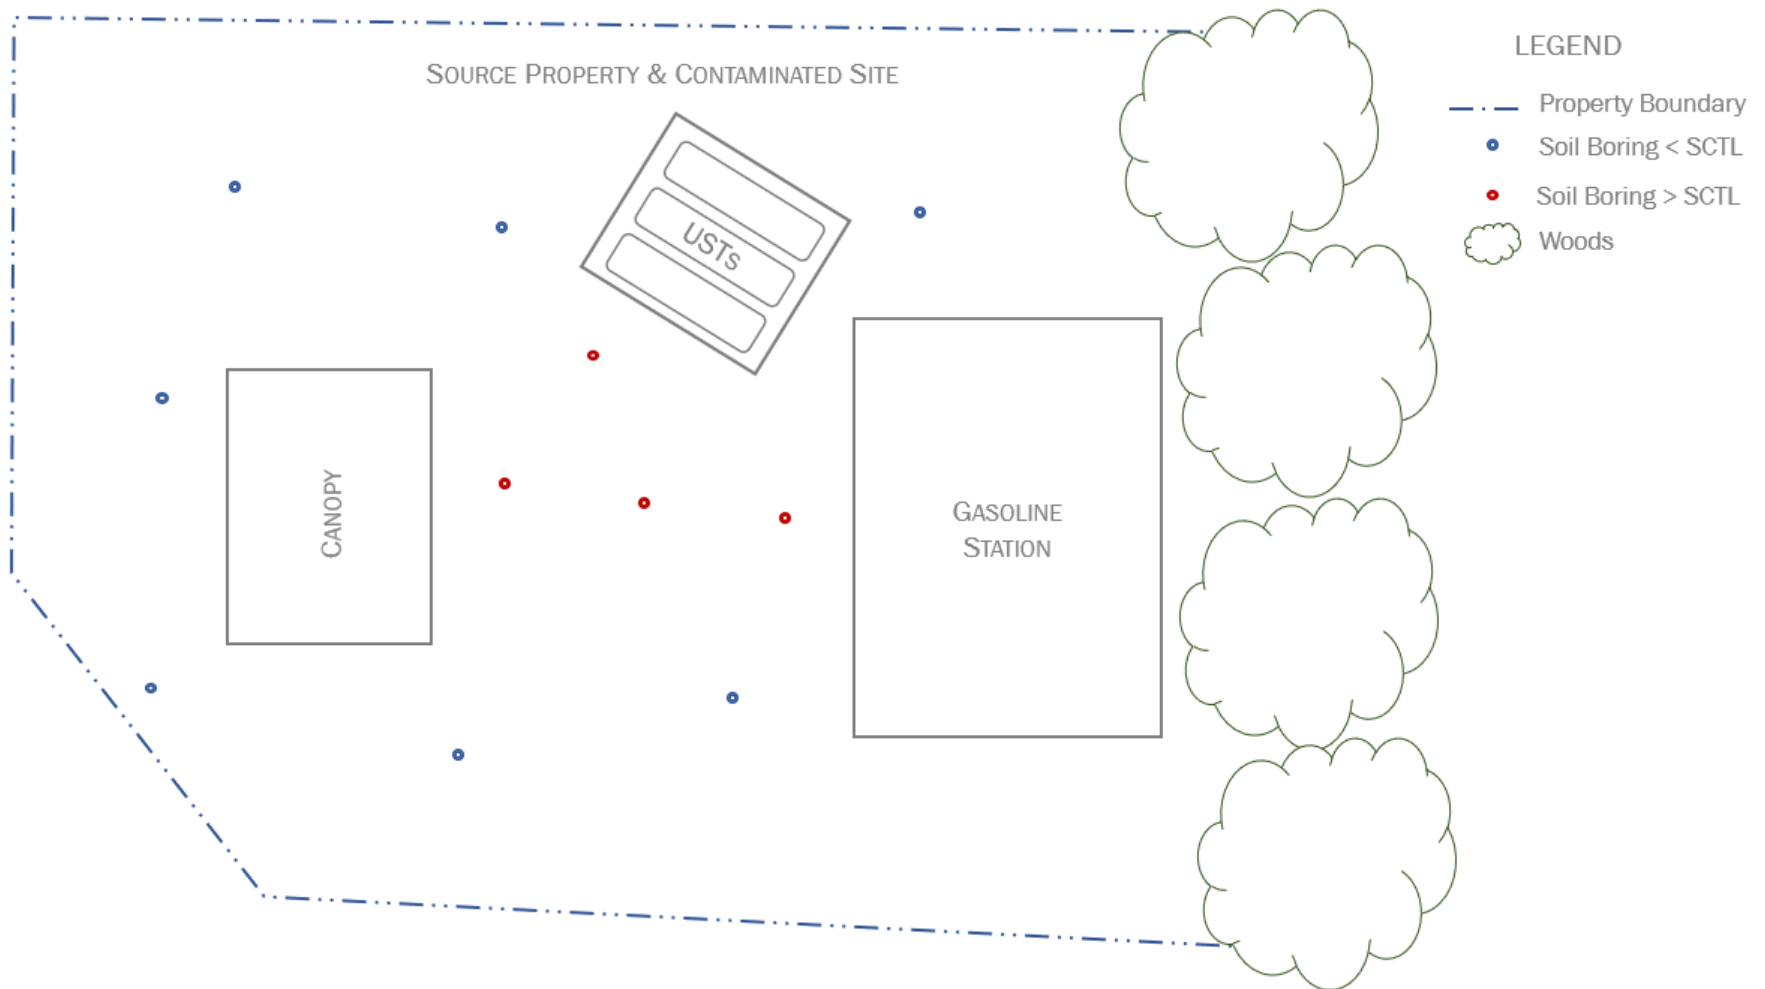 SOURCE PROPERTY & CONTAMINATED SITE
USTS
CANOPY
GASOLINE
STATION
LEGEND
Property Boundary
Soil Boring < SCTL
Soil Boring > SCTL
Woods